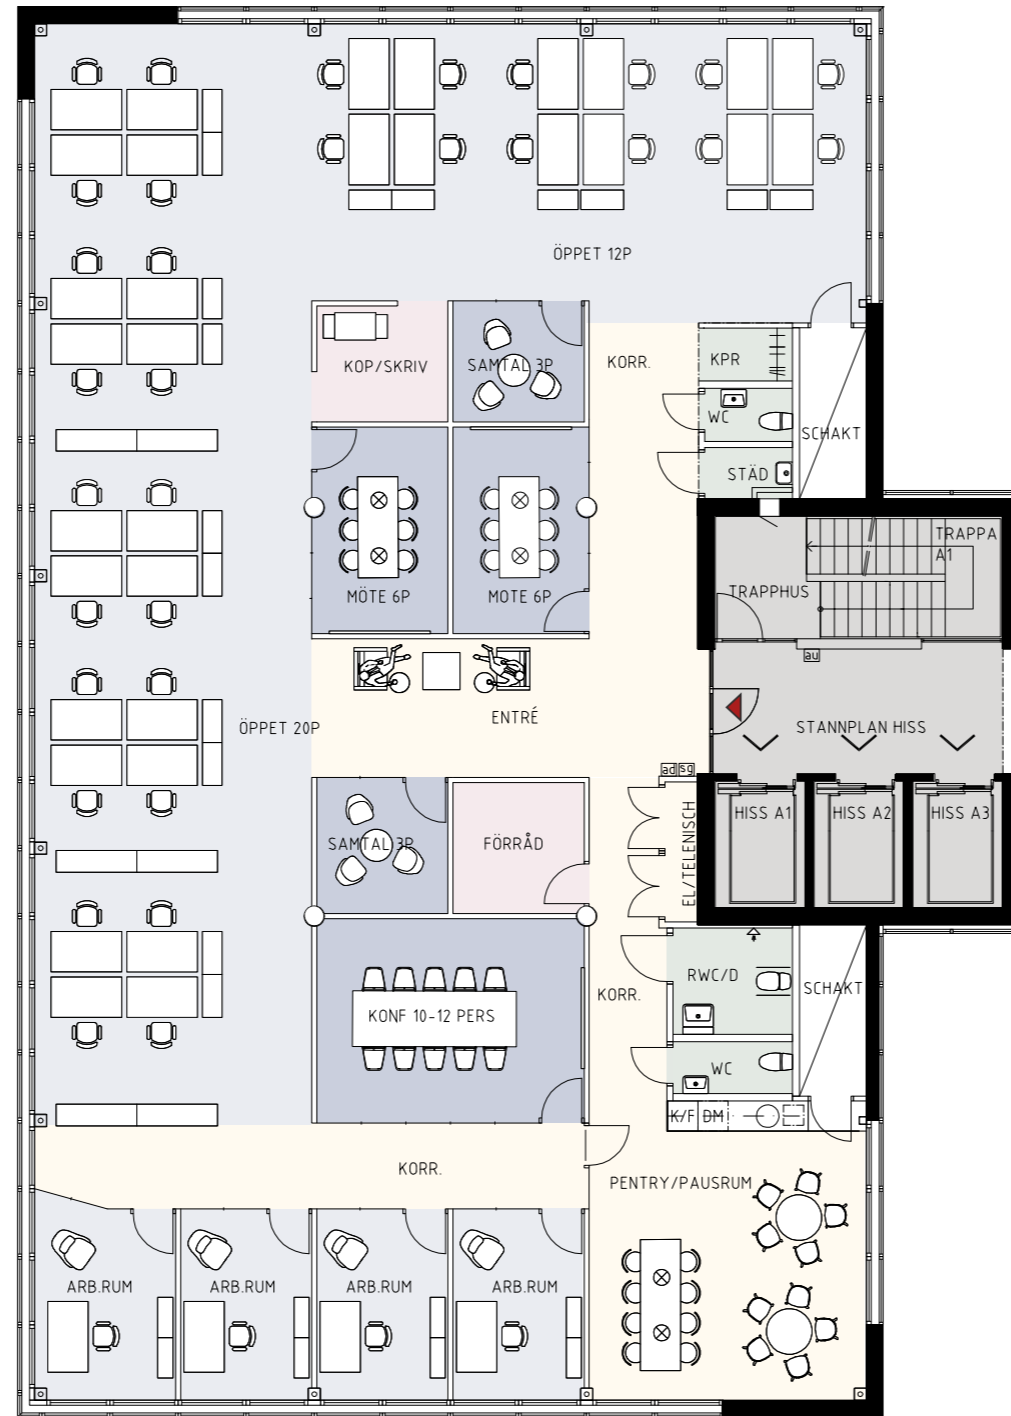 ÖPPET 12P
KOP/SKRIV
SAMTAL 3P
KORR.
KPR
WC
SCHAKT
STÄD
TRAPPA
A1
TRAPPHUS
MÖTE 6P
MÖTE 6P
au
ENTRÉ
ÖPPET 20P
STANNPLAN HISS
ad
sg
HISS A1
HISS A2
HISS A3
EL/TELENISCH
SAMTAL 3P
FÖRRÅD
RWC/D
KORR.
SCHAKT
KONF 10-12 PERS
WC
K/F
DM
KORR.
PENTRY/PAUSRUM
ARB.RUM
ARB.RUM
ARB.RUM
ARB.RUM